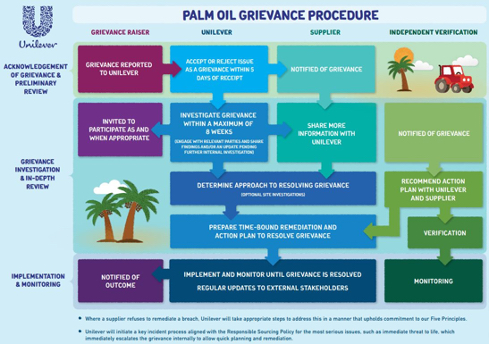 PALM OIL GRIEVANCE PROCEDURE
Unilever
GRIEVANCE RAISER
UNILEVER
SUPPLIER
INDEPENDENT VERIFICATION
ACKNOWLEDGEMENT
OF GRIEVANCE &
PRELIMINARY
REVIEW
GRIEVANCE REPORTED
TO UNILEVER
ACCEPT OR REJECT ISSUE
AS A GRIEVANCE WITHIN 5
DAYS OF RECEIPT
NOTIFIED OF GRIEVANCE
GRIEVANCE
INVESTIGATION
& IN-DEPTH
REVIEW
INVITED TO
PARTICIPATE AS AND
WHEN APPROPRIATE
INVESTIGATE GRIEVANCE
WITHIN A MAXIMUM OF
8 WEEKS
(ENGAGE WITH RELEVANT PARTIES AND SHARE
FINDINGS AND/OR AN UPDATE PENDING
FURTHER INTERNAL INVESTIGATION)
SHARE MORE
INFORMATION WITH
UNILEVER
NOTIFIED OF GRIEVANCE
DETERMINE APPROACH TO RESOLVING GRIEVANCE
(OPTIONAL SITE INVESTIGATIONS)
RECOMMEND ACTION
PLAN WITH UNILEVER
AND SUPPLIER
PREPARE TIME-BOUND REMEDIATION AND
ACTION PLAN TO RESOLVE GRIEVANCE
VERIFICATION
IMPLEMENTATION
& MONITORING
NOTIFIED OF
OUTCOME
IMPLEMENT AND MONITOR UNTIL GRIEVANCE IS RESOLVED
REGULAR UPDATES TO EXTERNAL STAKEHOLDERS
MONITORING
• Where a supplier refuses to remediate a breach, Unilever will take appropriate steps to address this in a manner that upholds commitment to our Five Principles.
• Unilever will initiate a key incident process aligned with the Responsible Sourcing Policy for the most serious issues, such as immediate threat to life, which
immediately escalates the grievance internally to allow quick planning and remediation.